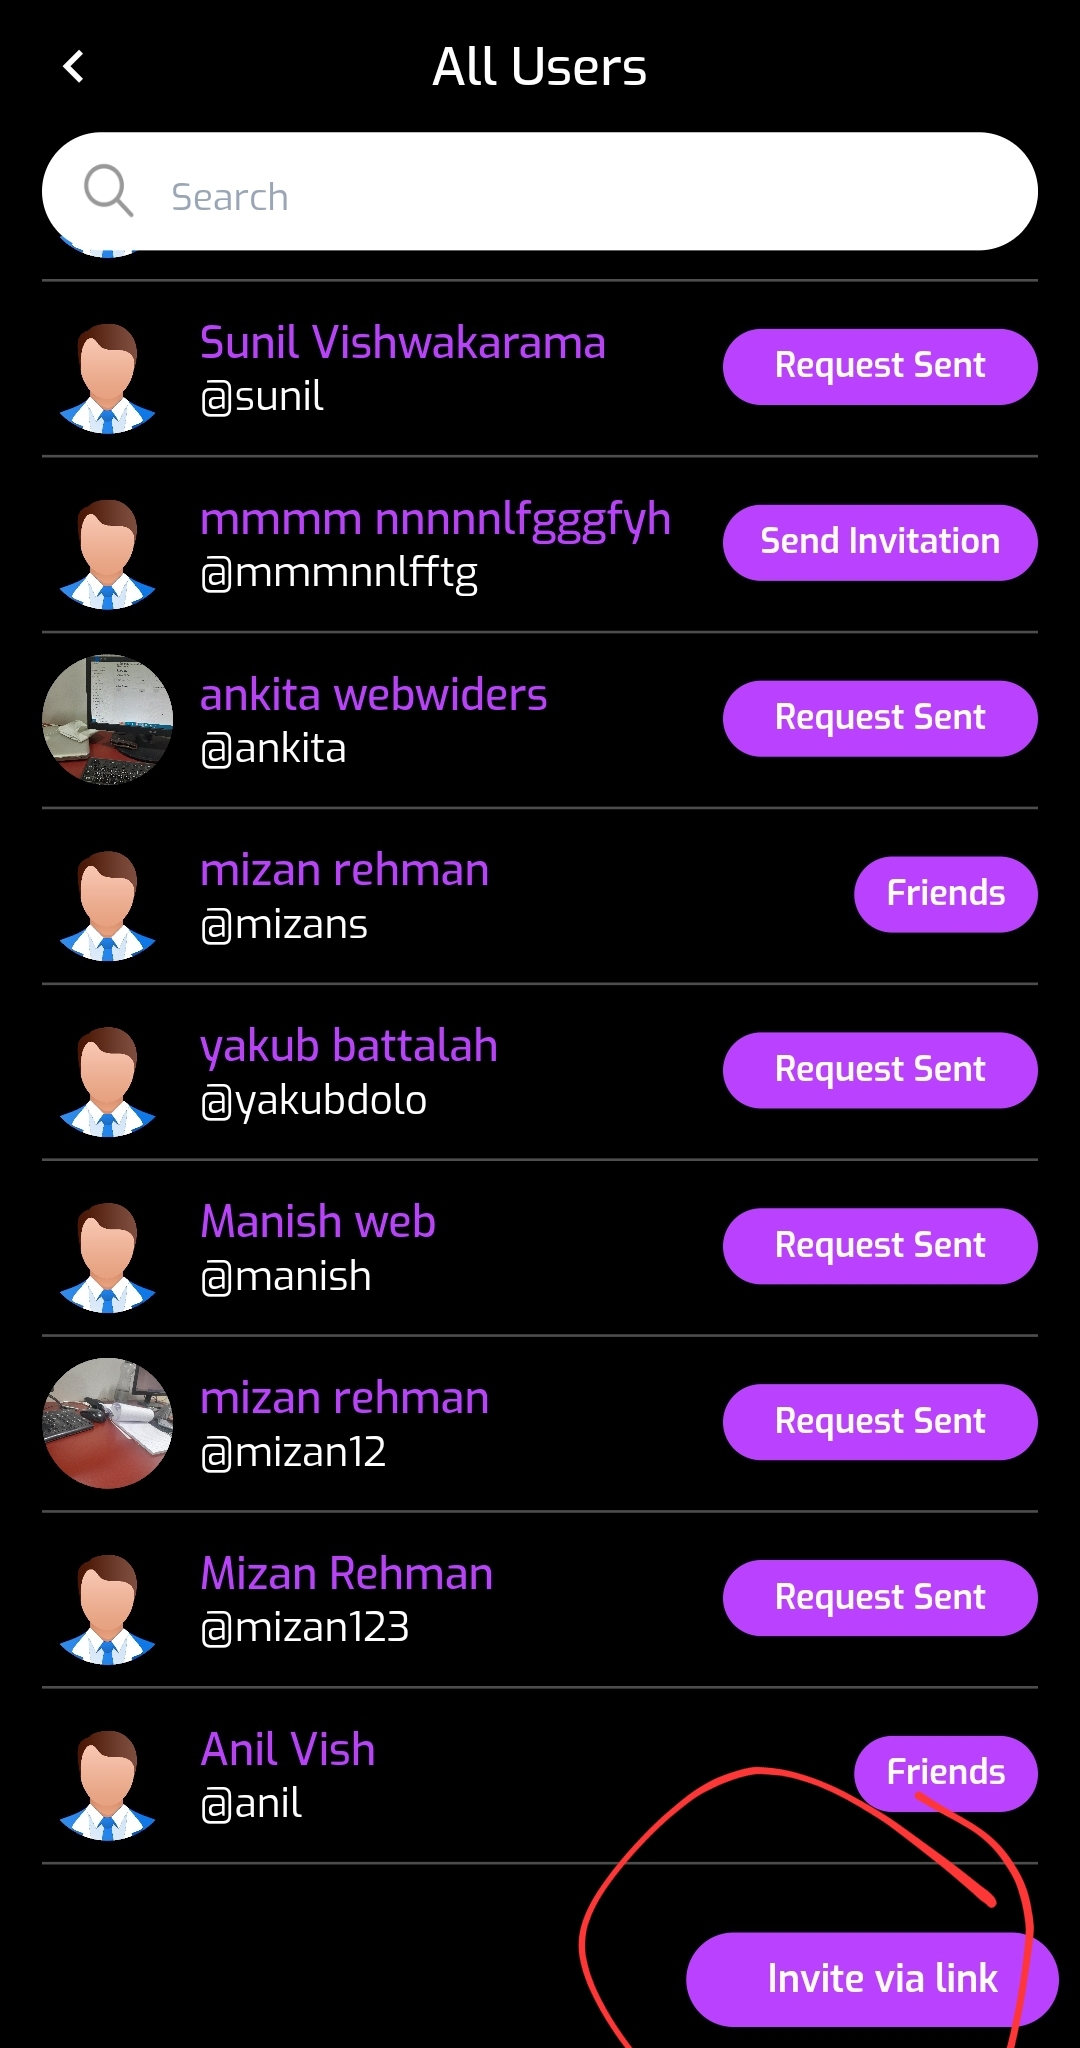 All Users
Search
Sunil Vishwakarama
@sunil
Request Sent
mmmm nnnnnlfgggfyh
@mmmnnlfftg
Send Invitation
ankita webwiders
@ankita
Request Sent
mizan rehman
@mizans
Friends
yakub battalah
@yakubdolo
Request Sent
Manish web
@manish
Request Sent
mizan rehman
@mizan12
Request Sent
Mizan Rehman
@mizan123
Request Sent
Anil Vish
@anil
Friends
Invite via link